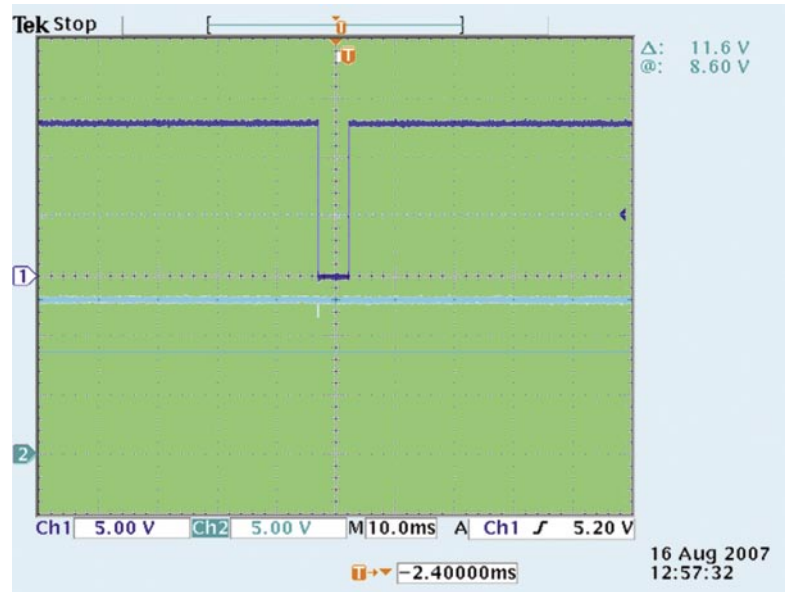 Tek Stop
T
T
Δ: 11.6 V
@: 8.60 V
1
2
Ch1 5.00 V Ch2 5.00 V M 10.0ms A Ch1 5.20 V
T −2.40000ms
16 Aug 2007
12:57:32